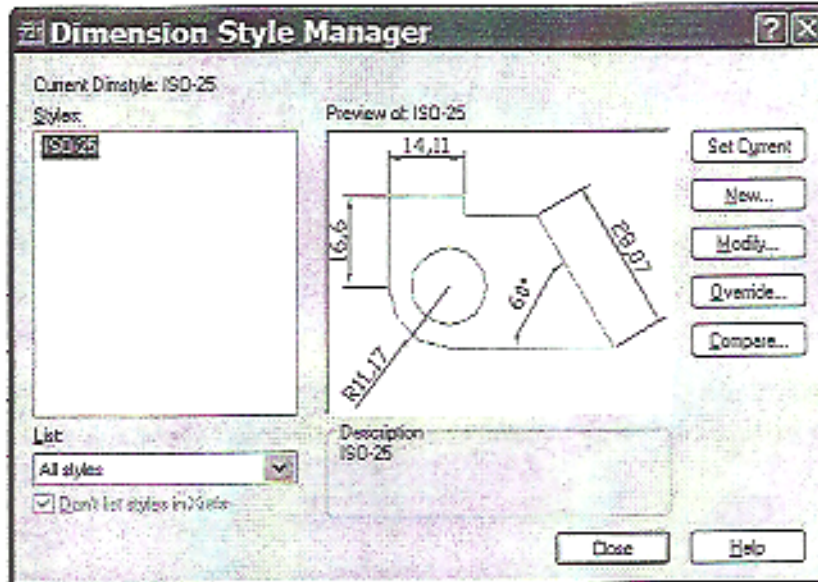 Dimension Style Manager
Current Dimstyle: ISO-25
Styles:
ISO-25
Preview of: ISO-25
14,11
16,6
28,07
60°
R11,17
Set Current
New...
Modify...
Override...
Compare...
List:
All styles
Don't list styles in Xrefs
Description
ISO-25
Close
Help